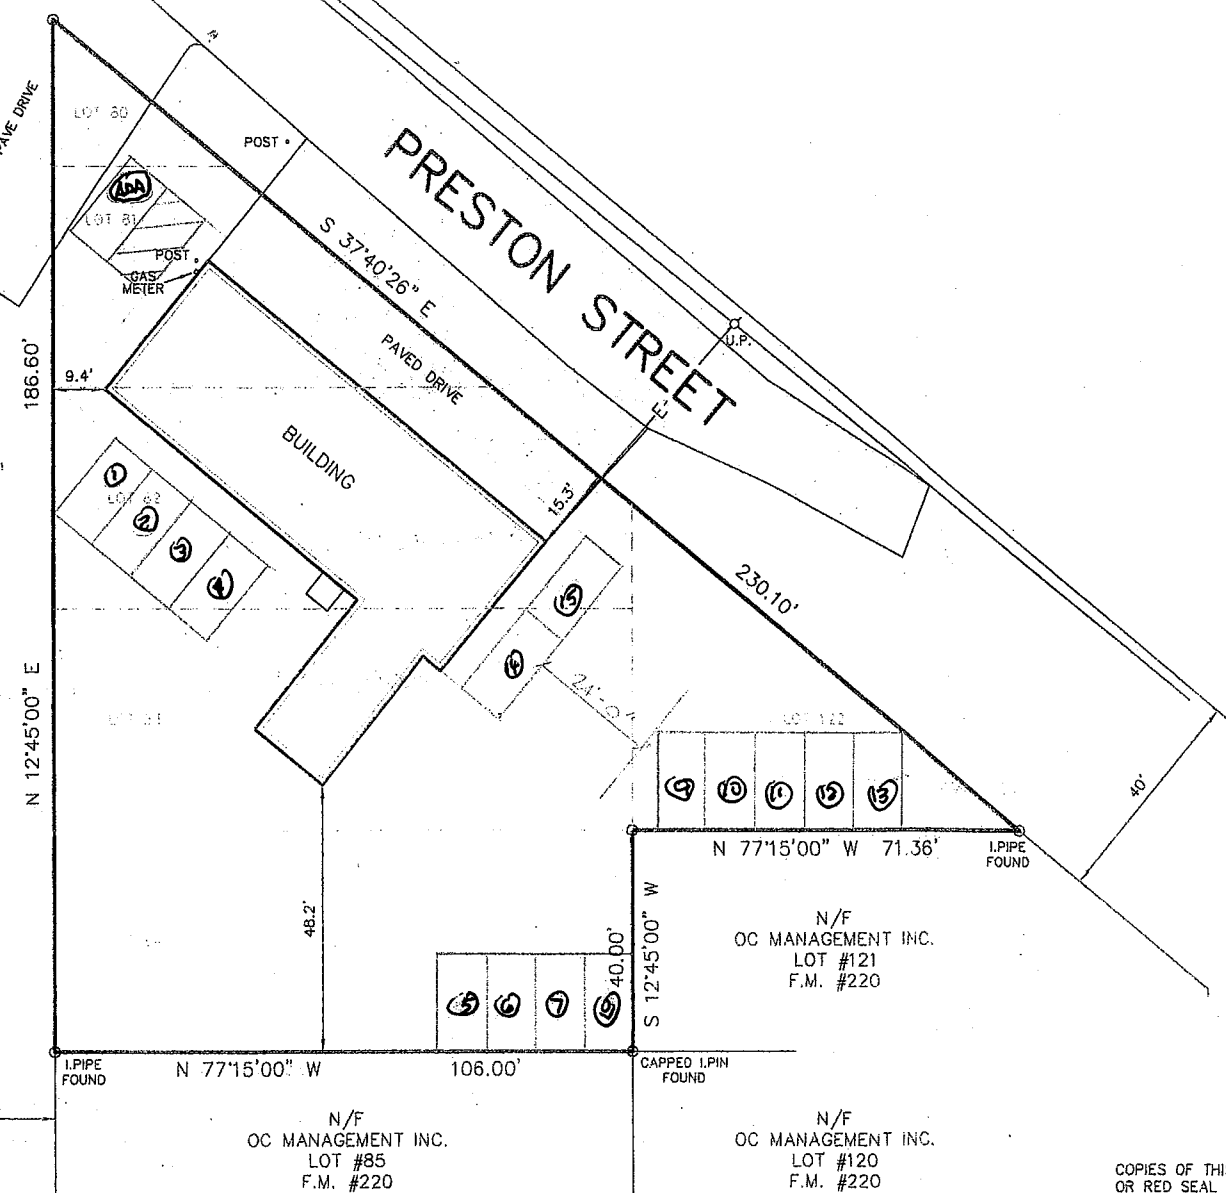 PAVE DRIVE
LOT 80
POST
ADA
LOT 81
POST
GAS
METER
PRESTON STREET
S 37°40'26" E
PAVED DRIVE
U.P.
E
186.60'
9.4'
BUILDING
15.3'
1
LOT 82
2
3
4
15
14
24'-0"
230.10'
N 12°45'00" E
LOT 122
9
10
11
12
13
40'
N 77°15'00" W 71.36'
I.PIPE
FOUND
48.2'
40.00'
S 12°45'00" W
N/F
OC MANAGEMENT INC.
LOT #121
F.M. #220
5
6
7
8
I.PIPE
FOUND
N 77°15'00" W 106.00'
CAPPED I.PIN
FOUND
N/F
OC MANAGEMENT INC.
LOT #85
F.M. #220
N/F
OC MANAGEMENT INC.
LOT #120
F.M. #220
COPIES OF THI
OR RED SEAL